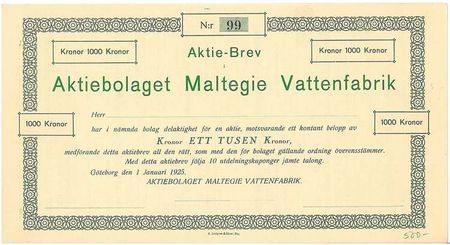 N:r 99
Kronor 1000 Kronor
Aktie-Brev
Kronor 1000 Kronor
i
Aktiebolaget Maltegie Vattenfabrik
Herr
1000 Kronor
har i nämnda bolag delaktighet för en aktie, motsvarande ett kontant belopp av
1000 Kronor
Kronor ETT TUSEN Kronor,
medförande detta aktiebrev all den rätt, som med den för bolaget gällande ordning överensstämmer.
Med detta aktiebrev följa 10 utdelningskuponger jämte talong.
Göteborg den 1 Januari 1925.
AKTIEBOLAGET MALTEGIE VATTENFABRIK.
500-